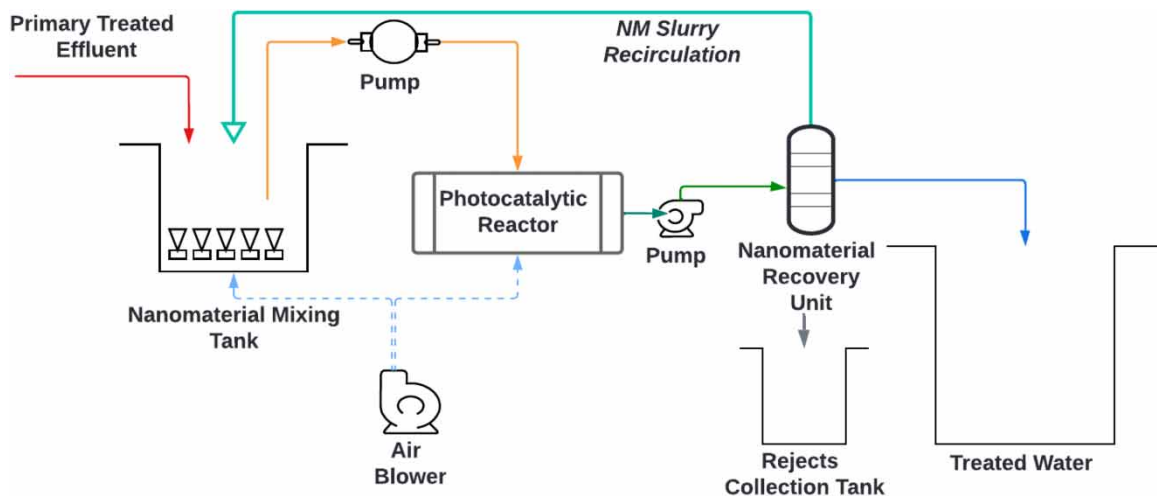 Primary Treated
Effluent
Pump
NM Slurry
Recirculation
Photocatalytic
Reactor
Pump
Nanomaterial
Recovery
Unit
Nanomaterial Mixing
Tank
Air
Blower
Rejects
Collection Tank
Treated Water